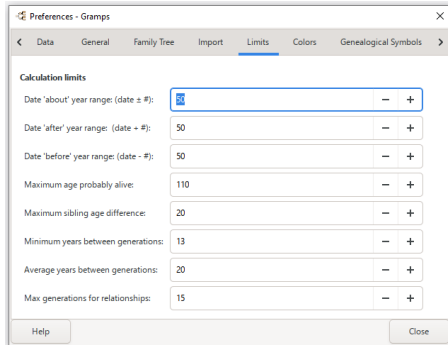 Preferences - Gramps
Data General Family Tree Import Limits Colors Genealogical Symbols
Calculation limits
Date 'about' year range: (date ± #): 50
Date 'after' year range: (date + #): 50
Date 'before' year range: (date - #): 50
Maximum age probably alive: 110
Maximum sibling age difference: 20
Minimum years between generations: 13
Average years between generations: 20
Max generations for relationships: 15
Help Close